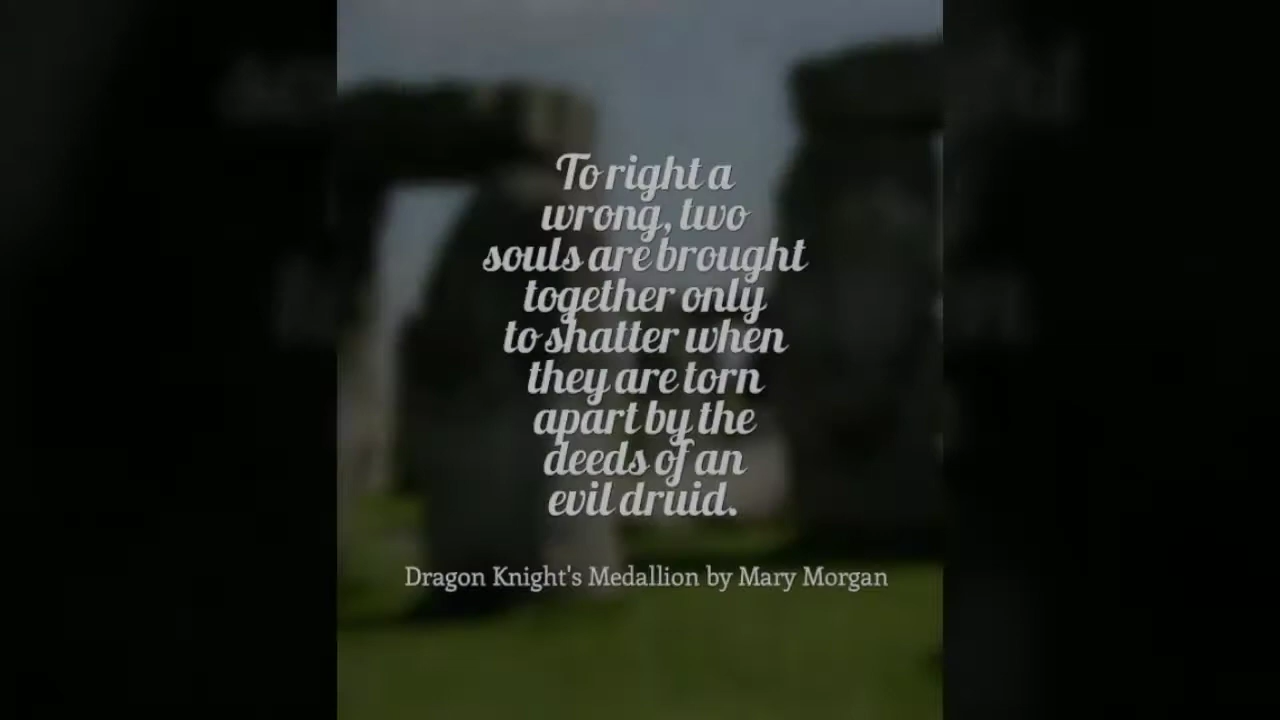 To right a
wrong, two
souls are brought
together only
to shatter when
they are torn
apart by the
deeds of an
evil druid.
Dragon Knight's Medallion by Mary Morgan